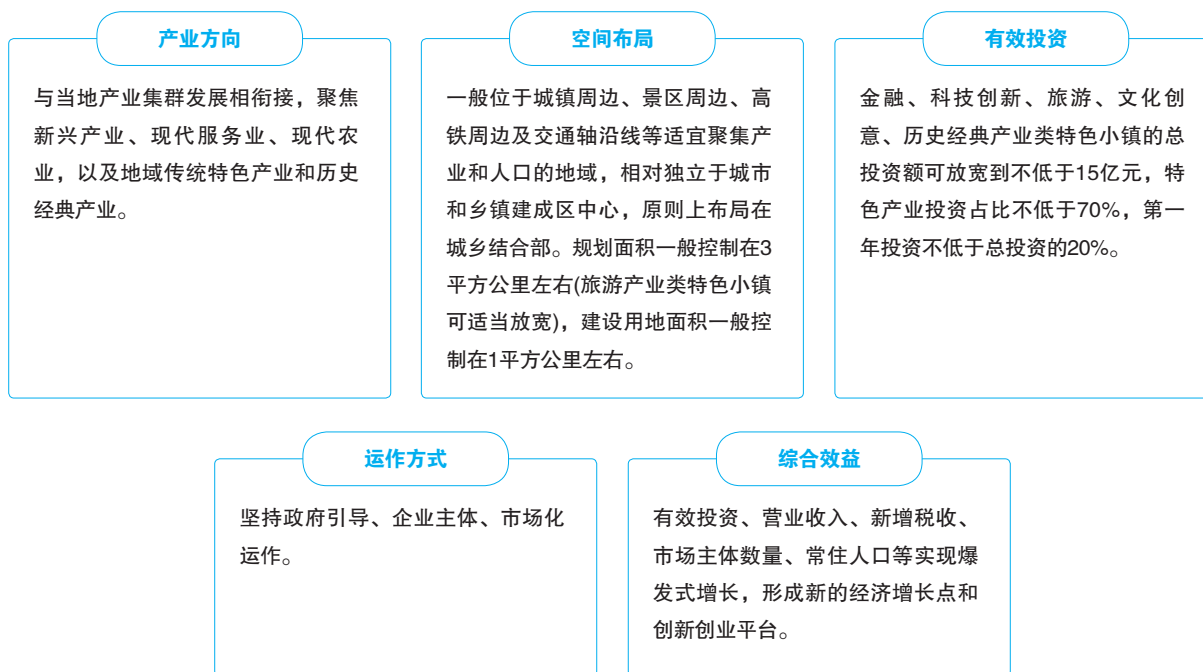 产业方向
与当地产业集群发展相衔接，聚焦
新兴产业、现代服务业、现代农
业，以及地域传统特色产业和历史
经典产业。
空间布局
一般位于城镇周边、景区周边、高
铁周边及交通轴沿线等适宜聚集产
业和人口的地域，相对独立于城市
和乡镇建成区中心，原则上布局在
城乡结合部。规划面积一般控制在3
平方公里左右(旅游产业类特色小镇
可适当放宽)，建设用地面积一般控
制在1平方公里左右。
有效投资
金融、科技创新、旅游、文化创
意、历史经典产业类特色小镇的总
投资额可放宽到不低于15亿元，特
色产业投资占比不低于70%，第一
年投资不低于总投资的20%。
运作方式
坚持政府引导、企业主体、市场化
运作。
综合效益
有效投资、营业收入、新增税收、
市场主体数量、常住人口等实现爆
发式增长，形成新的经济增长点和
创新创业平台。